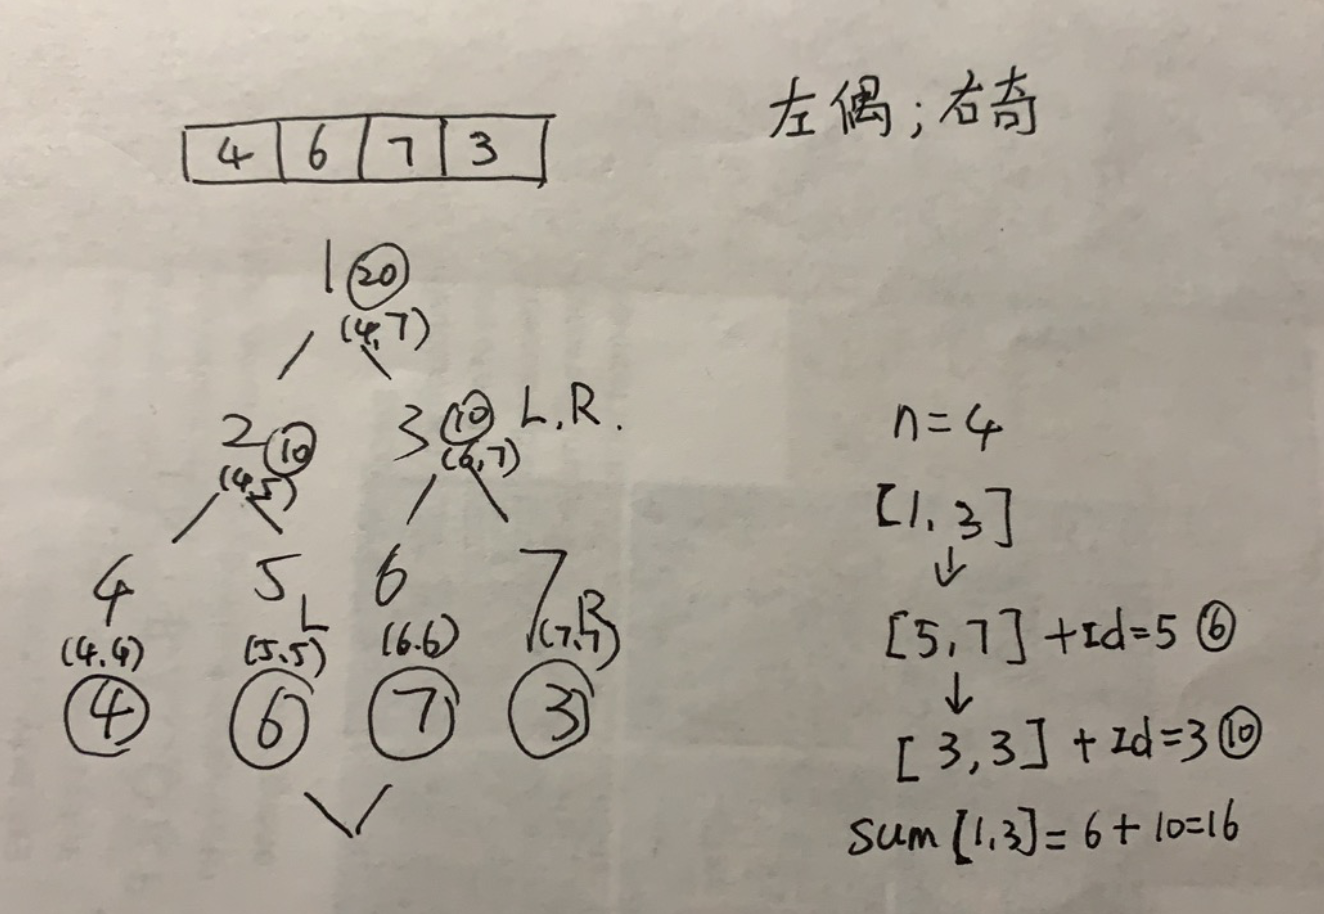 左偶；右奇
4 6 7 3
1 20
(4,7)
2 10 3 10 L,R.
(4,5) (6,7)
4 5 6 7
L R
(4.4) (5.5) (6.6) (7,7)
4 6 7 3
n=4
[1,3]
↓
[5,7] +Id=5 6
↓
[3,3] +Id=3 10
Sum [1,3]= 6+10=16